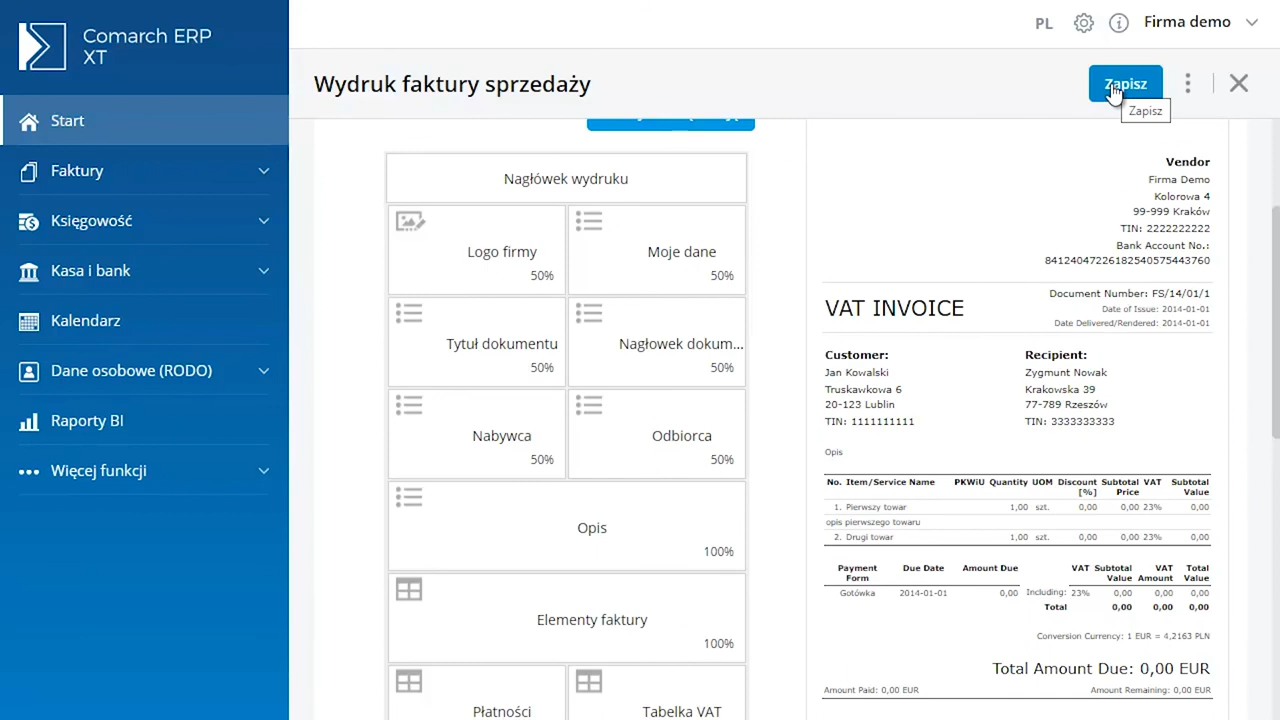 Comarch ERP
XT
PL
Firma demo
Wydruk faktury sprzedaży
Zapisz
Zapisz
Start
Faktury
Księgowość
Kasa i bank
Kalendarz
Dane osobowe (RODO)
Raporty BI
Więcej funkcji
Nagłówek wydruku
Logo firmy
50%
Moje dane
50%
Tytuł dokumentu
50%
Nagłowek dokum...
50%
Nabywca
50%
Odbiorca
50%
Opis
100%
Elementy faktury
100%
Płatności
Tabelka VAT
Vendor
Firma Demo
Kolorowa 4
99-999 Kraków
TIN: 2222222222
Bank Account No.:
84124047226182540575443760
VAT INVOICE
Document Number: FS/14/01/1
Date of Issue: 2014-01-01
Date Delivered/Rendered: 2014-01-01
Customer:
Jan Kowalski
Truskawkowa 6
20-123 Lublin
TIN: 1111111111
Recipient:
Zygmunt Nowak
Krakowska 39
77-789 Rzeszów
TIN: 3333333333
Opis
No. Item/Service Name PKWiU Quantity UOM Discount [%] Subtotal Price VAT Subtotal Value
1. Pierwszy towar 1,00 szt. 0,00 0,00 23% 0,00
opis pierwszego towaru
2. Drugi towar 1,00 szt. 0,00 0,00 23% 0,00
Payment Form Due Date Amount Due
Gotówka 2014-01-01 0,00
VAT Subtotal Value VAT Amount Total Value
Including: 23% 0,00 0,00 0,00
Total 0,00 0,00 0,00
Conversion Currency: 1 EUR = 4,2163 PLN
Total Amount Due: 0,00 EUR
Amount Paid: 0,00 EUR
Amount Remaining: 0,00 EUR